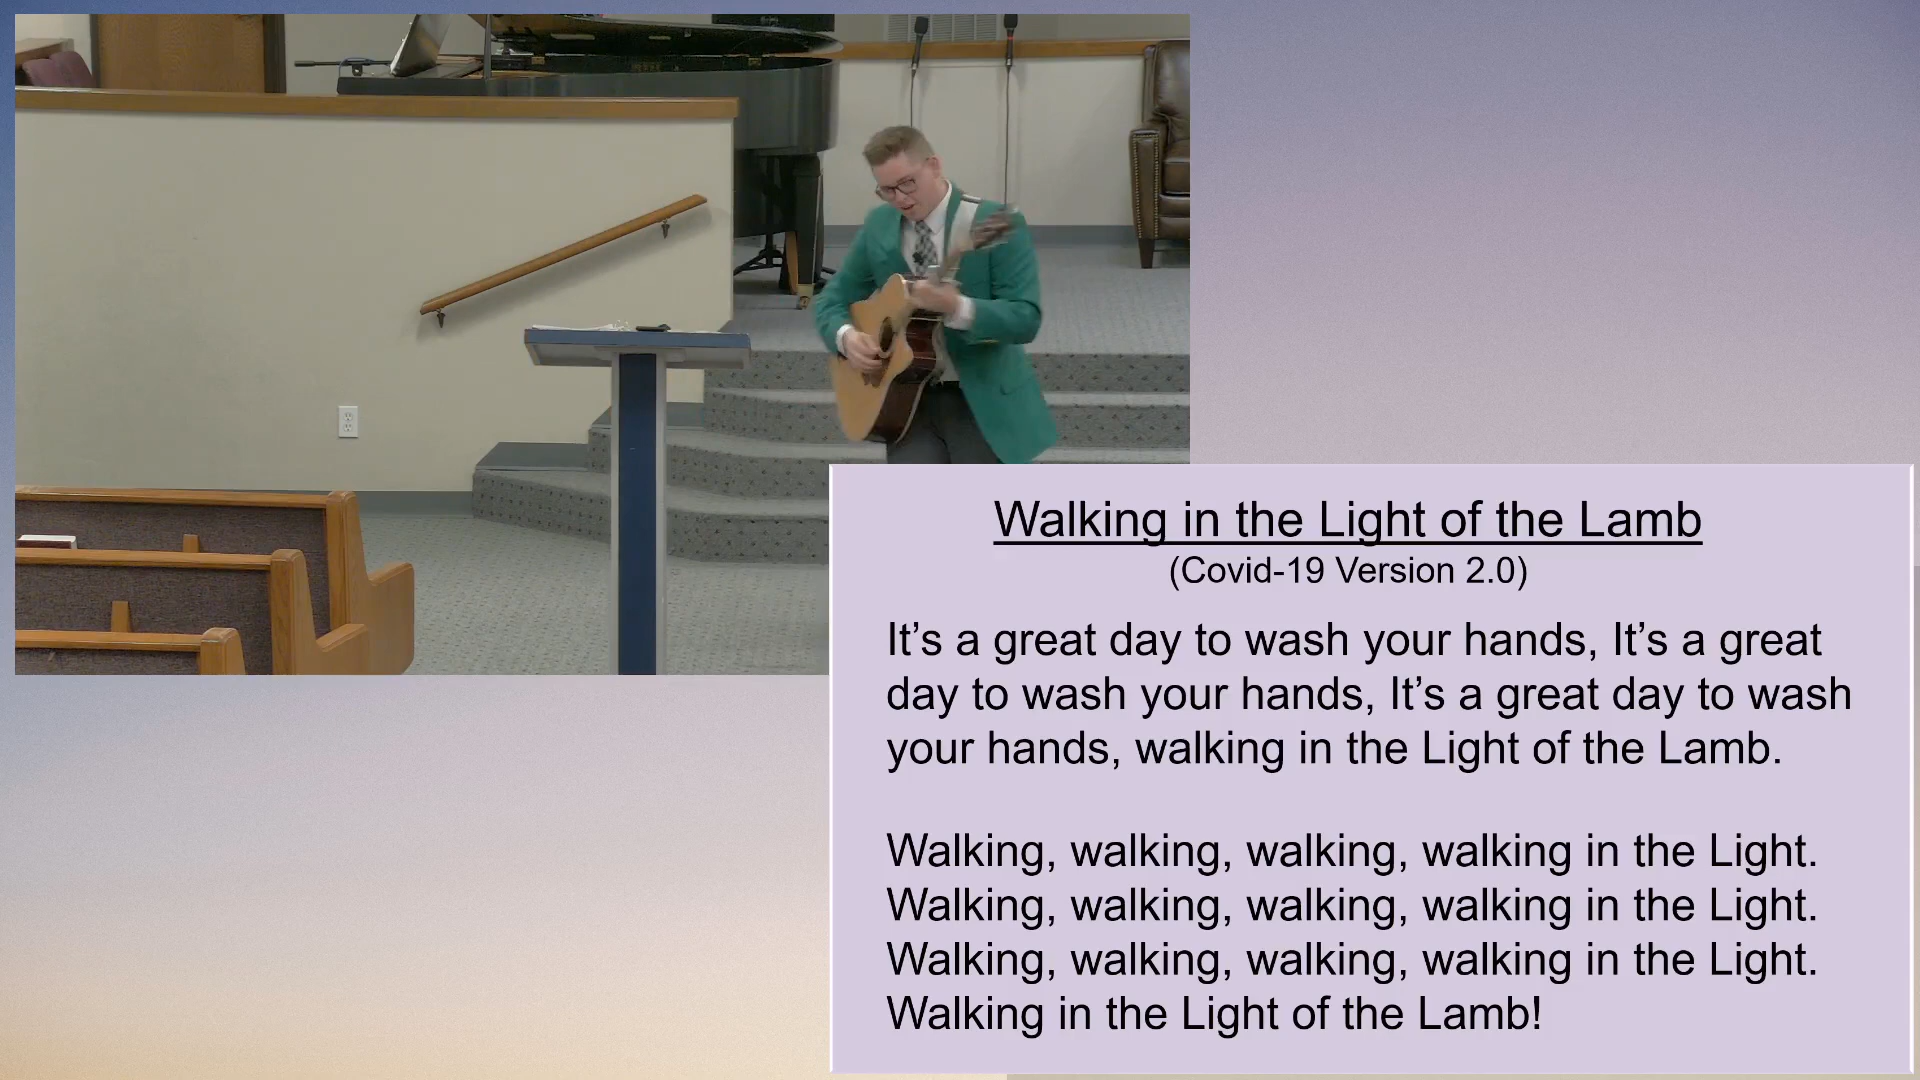 Walking in the Light of the Lamb
(Covid-19 Version 2.0)
It’s a great day to wash your hands, It’s a great
day to wash your hands, It’s a great day to wash
your hands, walking in the Light of the Lamb.
Walking, walking, walking, walking in the Light.
Walking, walking, walking, walking in the Light.
Walking, walking, walking, walking in the Light.
Walking in the Light of the Lamb!